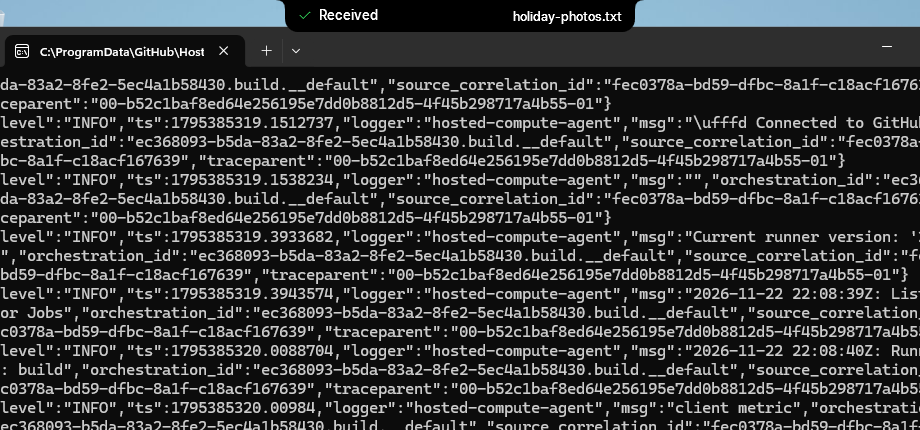 Received holiday-photos.txt
C:\ProgramData\GitHub\Host
da-83a2-8fe2-5ec4a1b58430.build.__default","source_correlation_id":"fec0378a-bd59-dfbc-8a1f-c18acf16763
ceparent":"00-b52c1baf8ed64e256195e7dd0b8812d5-4f45b298717a4b55-01"}
level":"INFO","ts":1795385319.1512737,"logger":"hosted-compute-agent","msg":"\ufffd Connected to GitHu
estration_id":"ec368093-b5da-83a2-8fe2-5ec4a1b58430.build.__default","source_correlation_id":"fec0378a-
bc-8a1f-c18acf167639","traceparent":"00-b52c1baf8ed64e256195e7dd0b8812d5-4f45b298717a4b55-01"}
level":"INFO","ts":1795385319.1538234,"logger":"hosted-compute-agent","msg":"","orchestration_id":"ec36
da-83a2-8fe2-5ec4a1b58430.build.__default","source_correlation_id":"fec0378a-bd59-dfbc-8a1f-c18acf16763
ceparent":"00-b52c1baf8ed64e256195e7dd0b8812d5-4f45b298717a4b55-01"}
level":"INFO","ts":1795385319.3933682,"logger":"hosted-compute-agent","msg":"Current runner version: '
","orchestration_id":"ec368093-b5da-83a2-8fe2-5ec4a1b58430.build.__default","source_correlation_id":"fe
bd59-dfbc-8a1f-c18acf167639","traceparent":"00-b52c1baf8ed64e256195e7dd0b8812d5-4f45b298717a4b55-01"}
level":"INFO","ts":1795385319.3943574,"logger":"hosted-compute-agent","msg":"2026-11-22 22:08:39Z: List
or Jobs","orchestration_id":"ec368093-b5da-83a2-8fe2-5ec4a1b58430.build.__default","source_correlation_
c0378a-bd59-dfbc-8a1f-c18acf167639","traceparent":"00-b52c1baf8ed64e256195e7dd0b8812d5-4f45b298717a4b55
level":"INFO","ts":1795385320.0088704,"logger":"hosted-compute-agent","msg":"2026-11-22 22:08:40Z: Runn
: build","orchestration_id":"ec368093-b5da-83a2-8fe2-5ec4a1b58430.build.__default","source_correlation_
c0378a-bd59-dfbc-8a1f-c18acf167639","traceparent":"00-b52c1baf8ed64e256195e7dd0b8812d5-4f45b298717a4b55
level":"INFO","ts":1795385320.00984,"logger":"hosted-compute-agent","msg":"client metric","orchestratio
ec368093-b5da-83a2-8fe2-5ec4a1b58430.build.__default","source_correlation_id":"fec0378a-bd59-dfbc-8a1f-